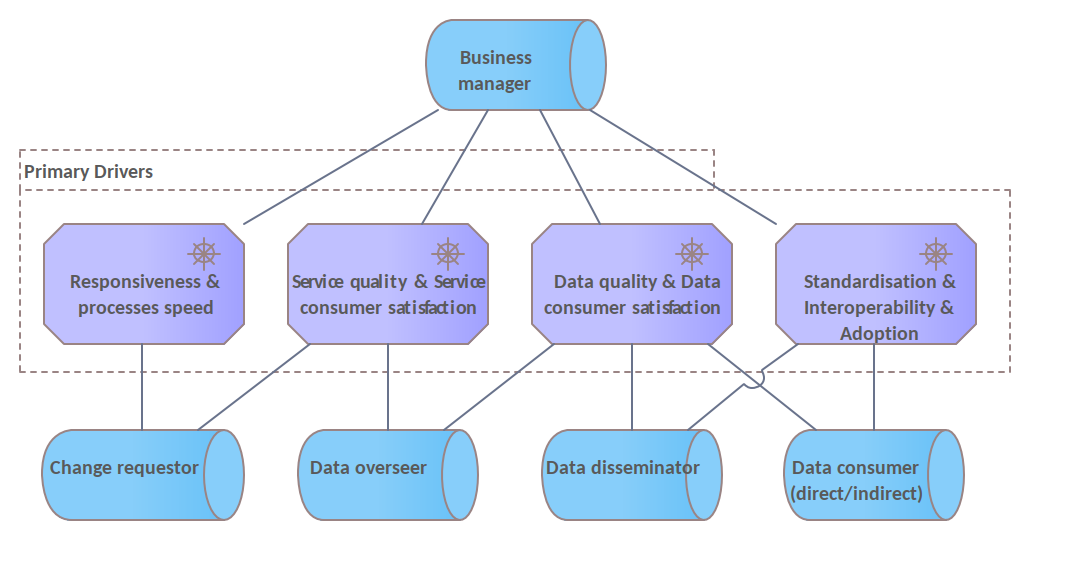 Business
manager
Primary Drivers
Responsiveness &
processes speed
Service quality & Service
consumer satisfaction
Data quality & Data
consumer satisfaction
Standardisation &
Interoperability &
Adoption
Change requestor
Data overseer
Data disseminator
Data consumer
(direct/indirect)